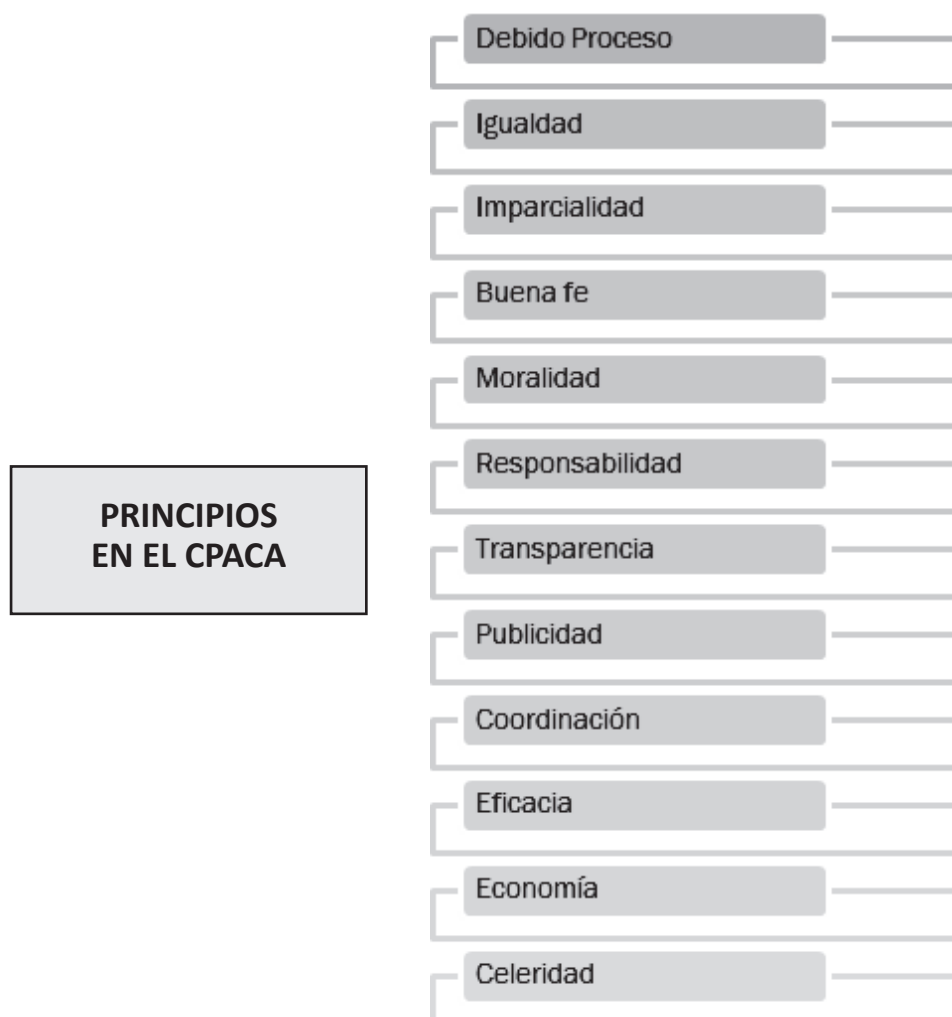 Debido Proceso
Igualdad
Imparcialidad
Buena fe
Moralidad
Responsabilidad
PRINCIPIOS
EN EL CPACA
Transparencia
Publicidad
Coordinación
Eficacia
Economía
Celeridad